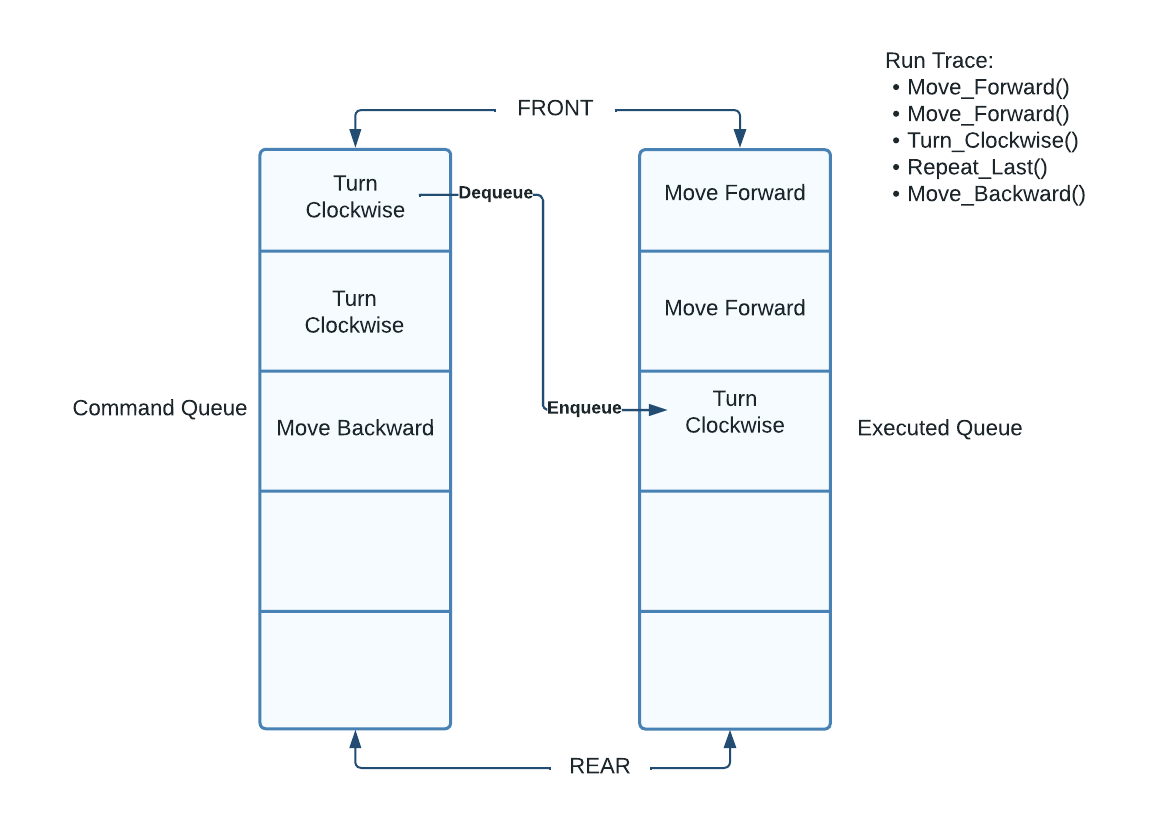 Run Trace:
• Move_Forward()
• Move_Forward()
• Turn_Clockwise()
• Repeat_Last()
• Move_Backward()
FRONT
Turn
Clockwise
Dequeue
Move Forward
Turn
Clockwise
Move Forward
Command Queue
Move Backward
Enqueue
Turn
Clockwise
Executed Queue
REAR